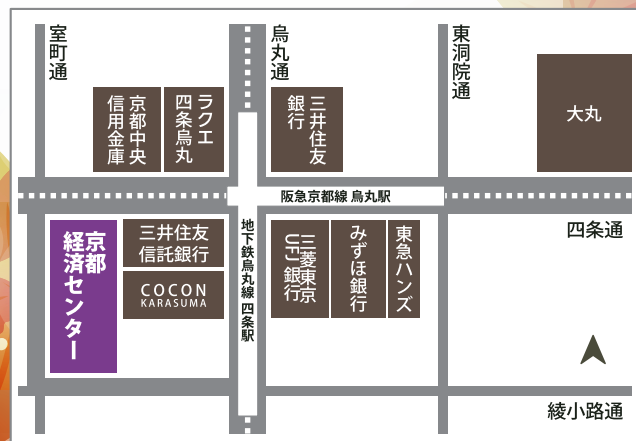 室町通
烏丸通
東洞院通
京都中央
信用金庫
ラクエ
四条烏丸
三井住友
銀行
大丸
阪急京都線 烏丸駅
四条通
京都
経済センター
三井住友
信託銀行
COCON
KARASUMA
地下鉄烏丸線 四条駅
三菱東京
UFJ銀行
みずほ銀行
東急ハンズ
綾小路通